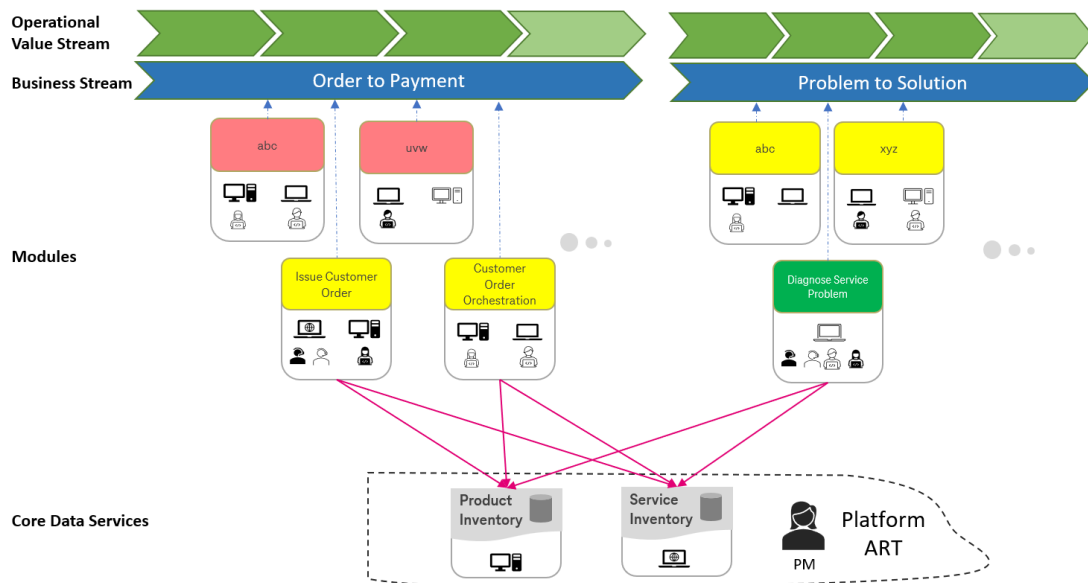 Operational
Value Stream
Business Stream
Order to Payment
Problem to Solution
abc
uvw
abc
xyz
Modules
Issue Customer
Order
Customer
Order
Orchestration
Diagnose Service
Problem
Core Data Services
Product
Inventory
Service
Inventory
PM
Platform
ART